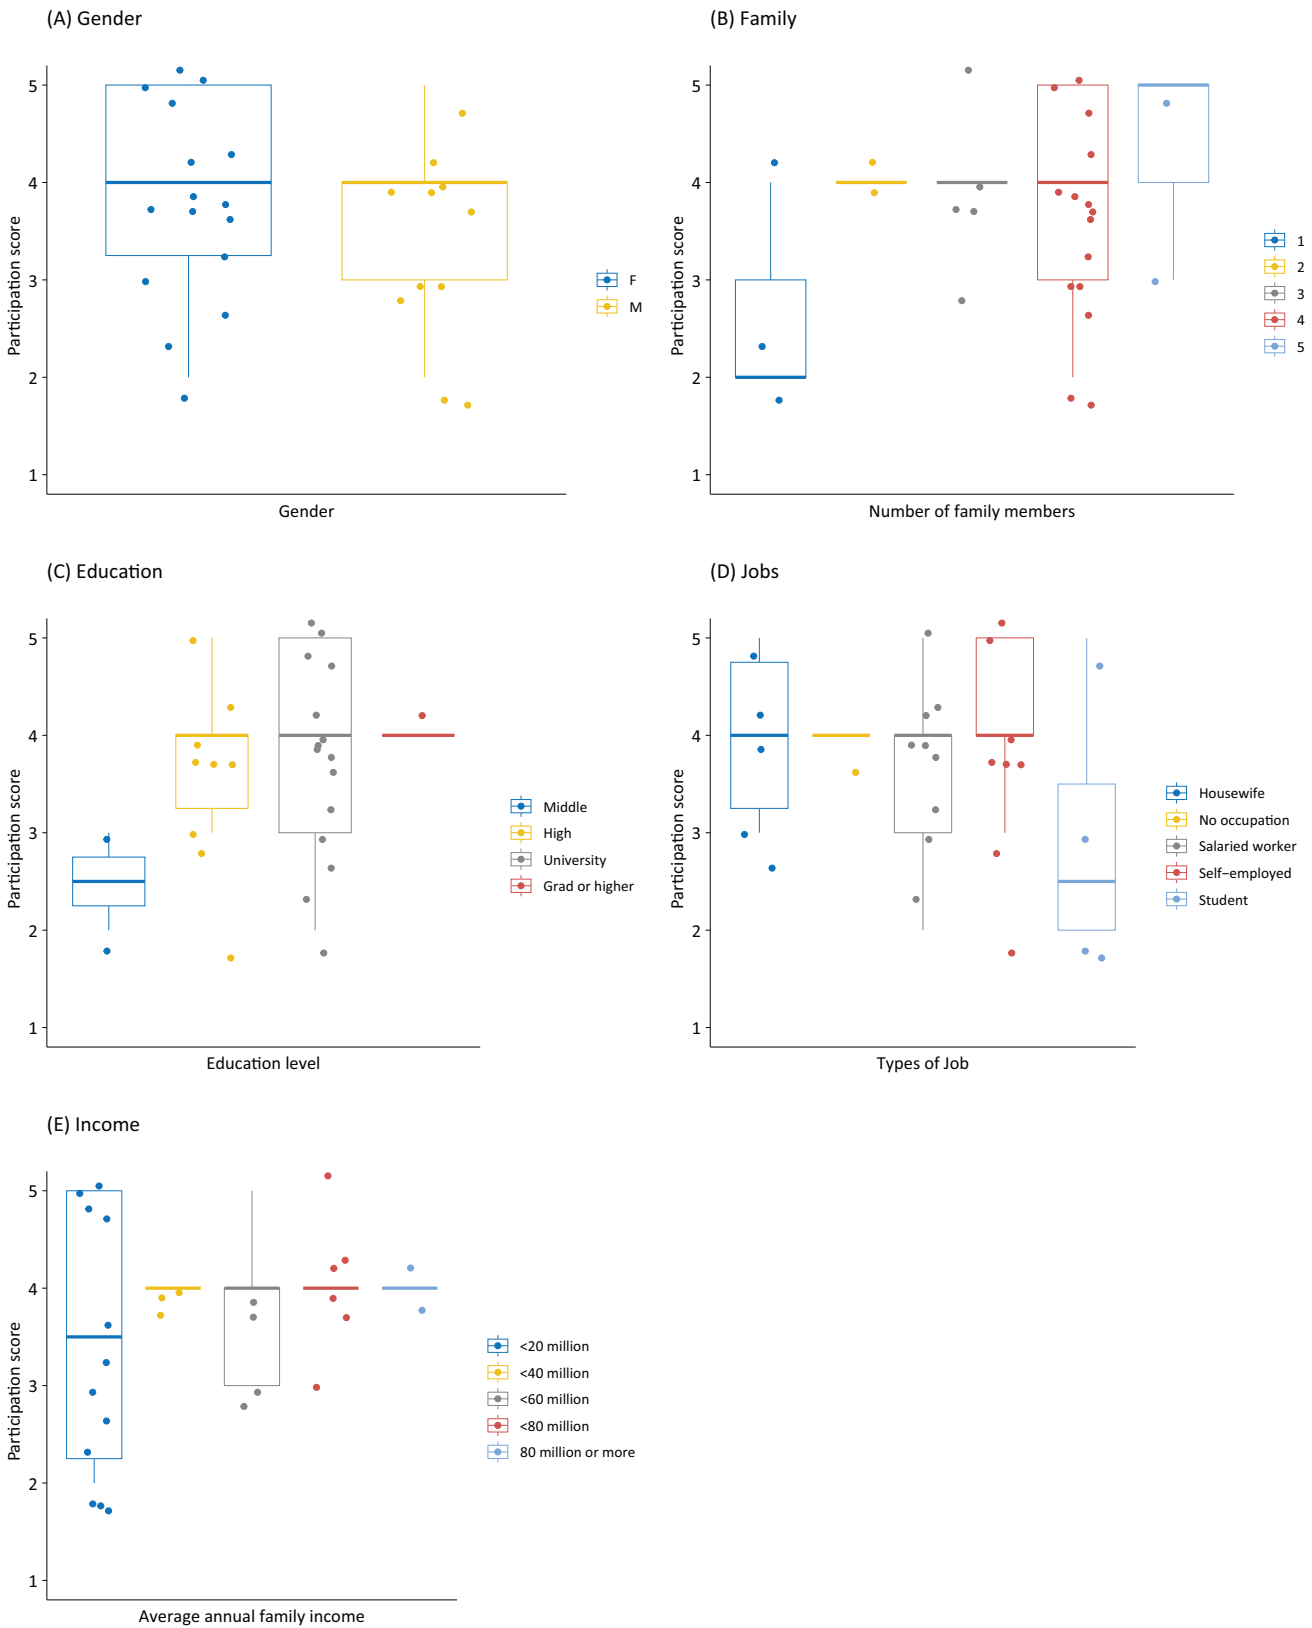 (A) Gender
5
4
3
2
1
Participation score
Gender
F
M
(B) Family
5
4
3
2
1
Participation score
Number of family members
1
2
3
4
5
(C) Education
5
4
3
2
1
Participation score
Education level
Middle
High
University
Grad or higher
(D) Jobs
5
4
3
2
1
Participation score
Types of Job
Housewife
No occupation
Salaried worker
Self−employed
Student
(E) Income
5
4
3
2
1
Participation score
Average annual family income
<20 million
<40 million
<60 million
<80 million
80 million or more